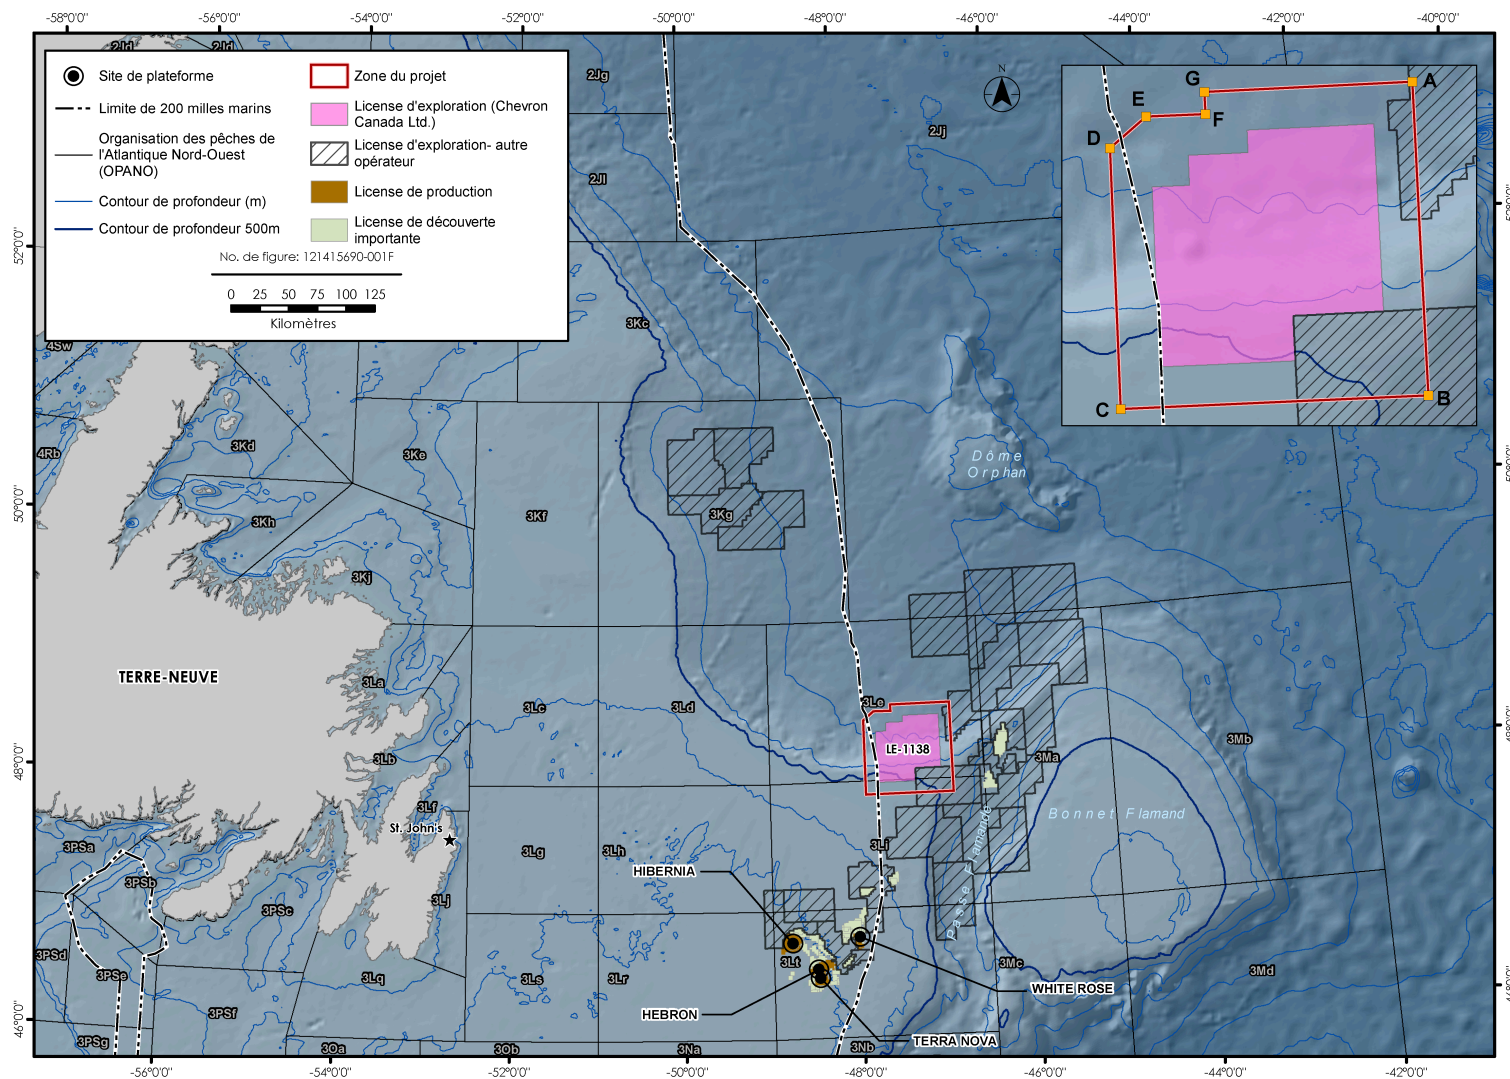 -58°0'0"
-56°0'0"
-54°0'0"
-52°0'0"
-50°0'0"
-48°0'0"
-46°0'0"
-44°0'0"
-42°0'0"
-40°0'0"
2Jd
2Jd
Site de plateforme
Limite de 200 milles marins
Organisation des pêches de
l'Atlantique Nord-Ouest
(OPANO)
Contour de profondeur (m)
Contour de profondeur 500m
Zone du projet
License d'exploration (Chevron
Canada Ltd.)
License d'exploration- autre
opérateur
License de production
License de découverte
importante
No. de figure: 121415690-001F
0 25 50 75 100 125
Kilomètres
N
A
B
C
D
E
F
G
2Jg
2Jj
2Jl
52°0'0"
3Kc
4Sw
3Kd
4Rb
3Ke
Dôme
Orphan
50°0'0"
3Kh
3Kf
3Kg
3Kj
TERRE-NEUVE
3La
3Lc
3Ld
3Le
LE-1138
3Mb
3Ma
48°0'0"
3Lb
3Lf
St. John's
Bonnet Flamand
Passe Flamande
3PSa
3Lg
3Lh
3Li
HIBERNIA
3PSb
3PSc
3Lj
3PSd
3PSe
3Lq
3Ls
3Lr
3Lt
3Mc
3Md
WHITE ROSE
HEBRON
TERRA NOVA
46°0'0"
3PSf
3PSg
3Oa
3Ob
3Na
3Nb
-56°0'0"
-54°0'0"
-52°0'0"
-50°0'0"
-48°0'0"
-46°0'0"
-44°0'0"
-42°0'0"